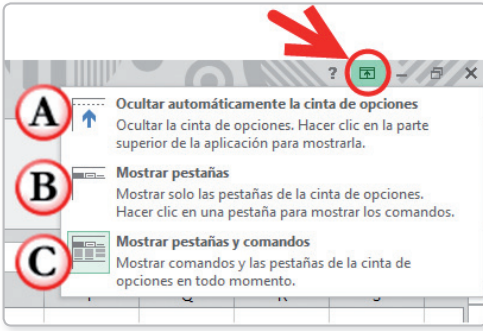 ?
A
Ocultar automáticamente la cinta de opciones
Ocultar la cinta de opciones. Hacer clic en la parte
superior de la aplicación para mostrarla.
B
Mostrar pestañas
Mostrar solo las pestañas de la cinta de opciones.
Hacer clic en una pestaña para mostrar los comandos.
C
Mostrar pestañas y comandos
Mostrar comandos y las pestañas de la cinta de
opciones en todo momento.